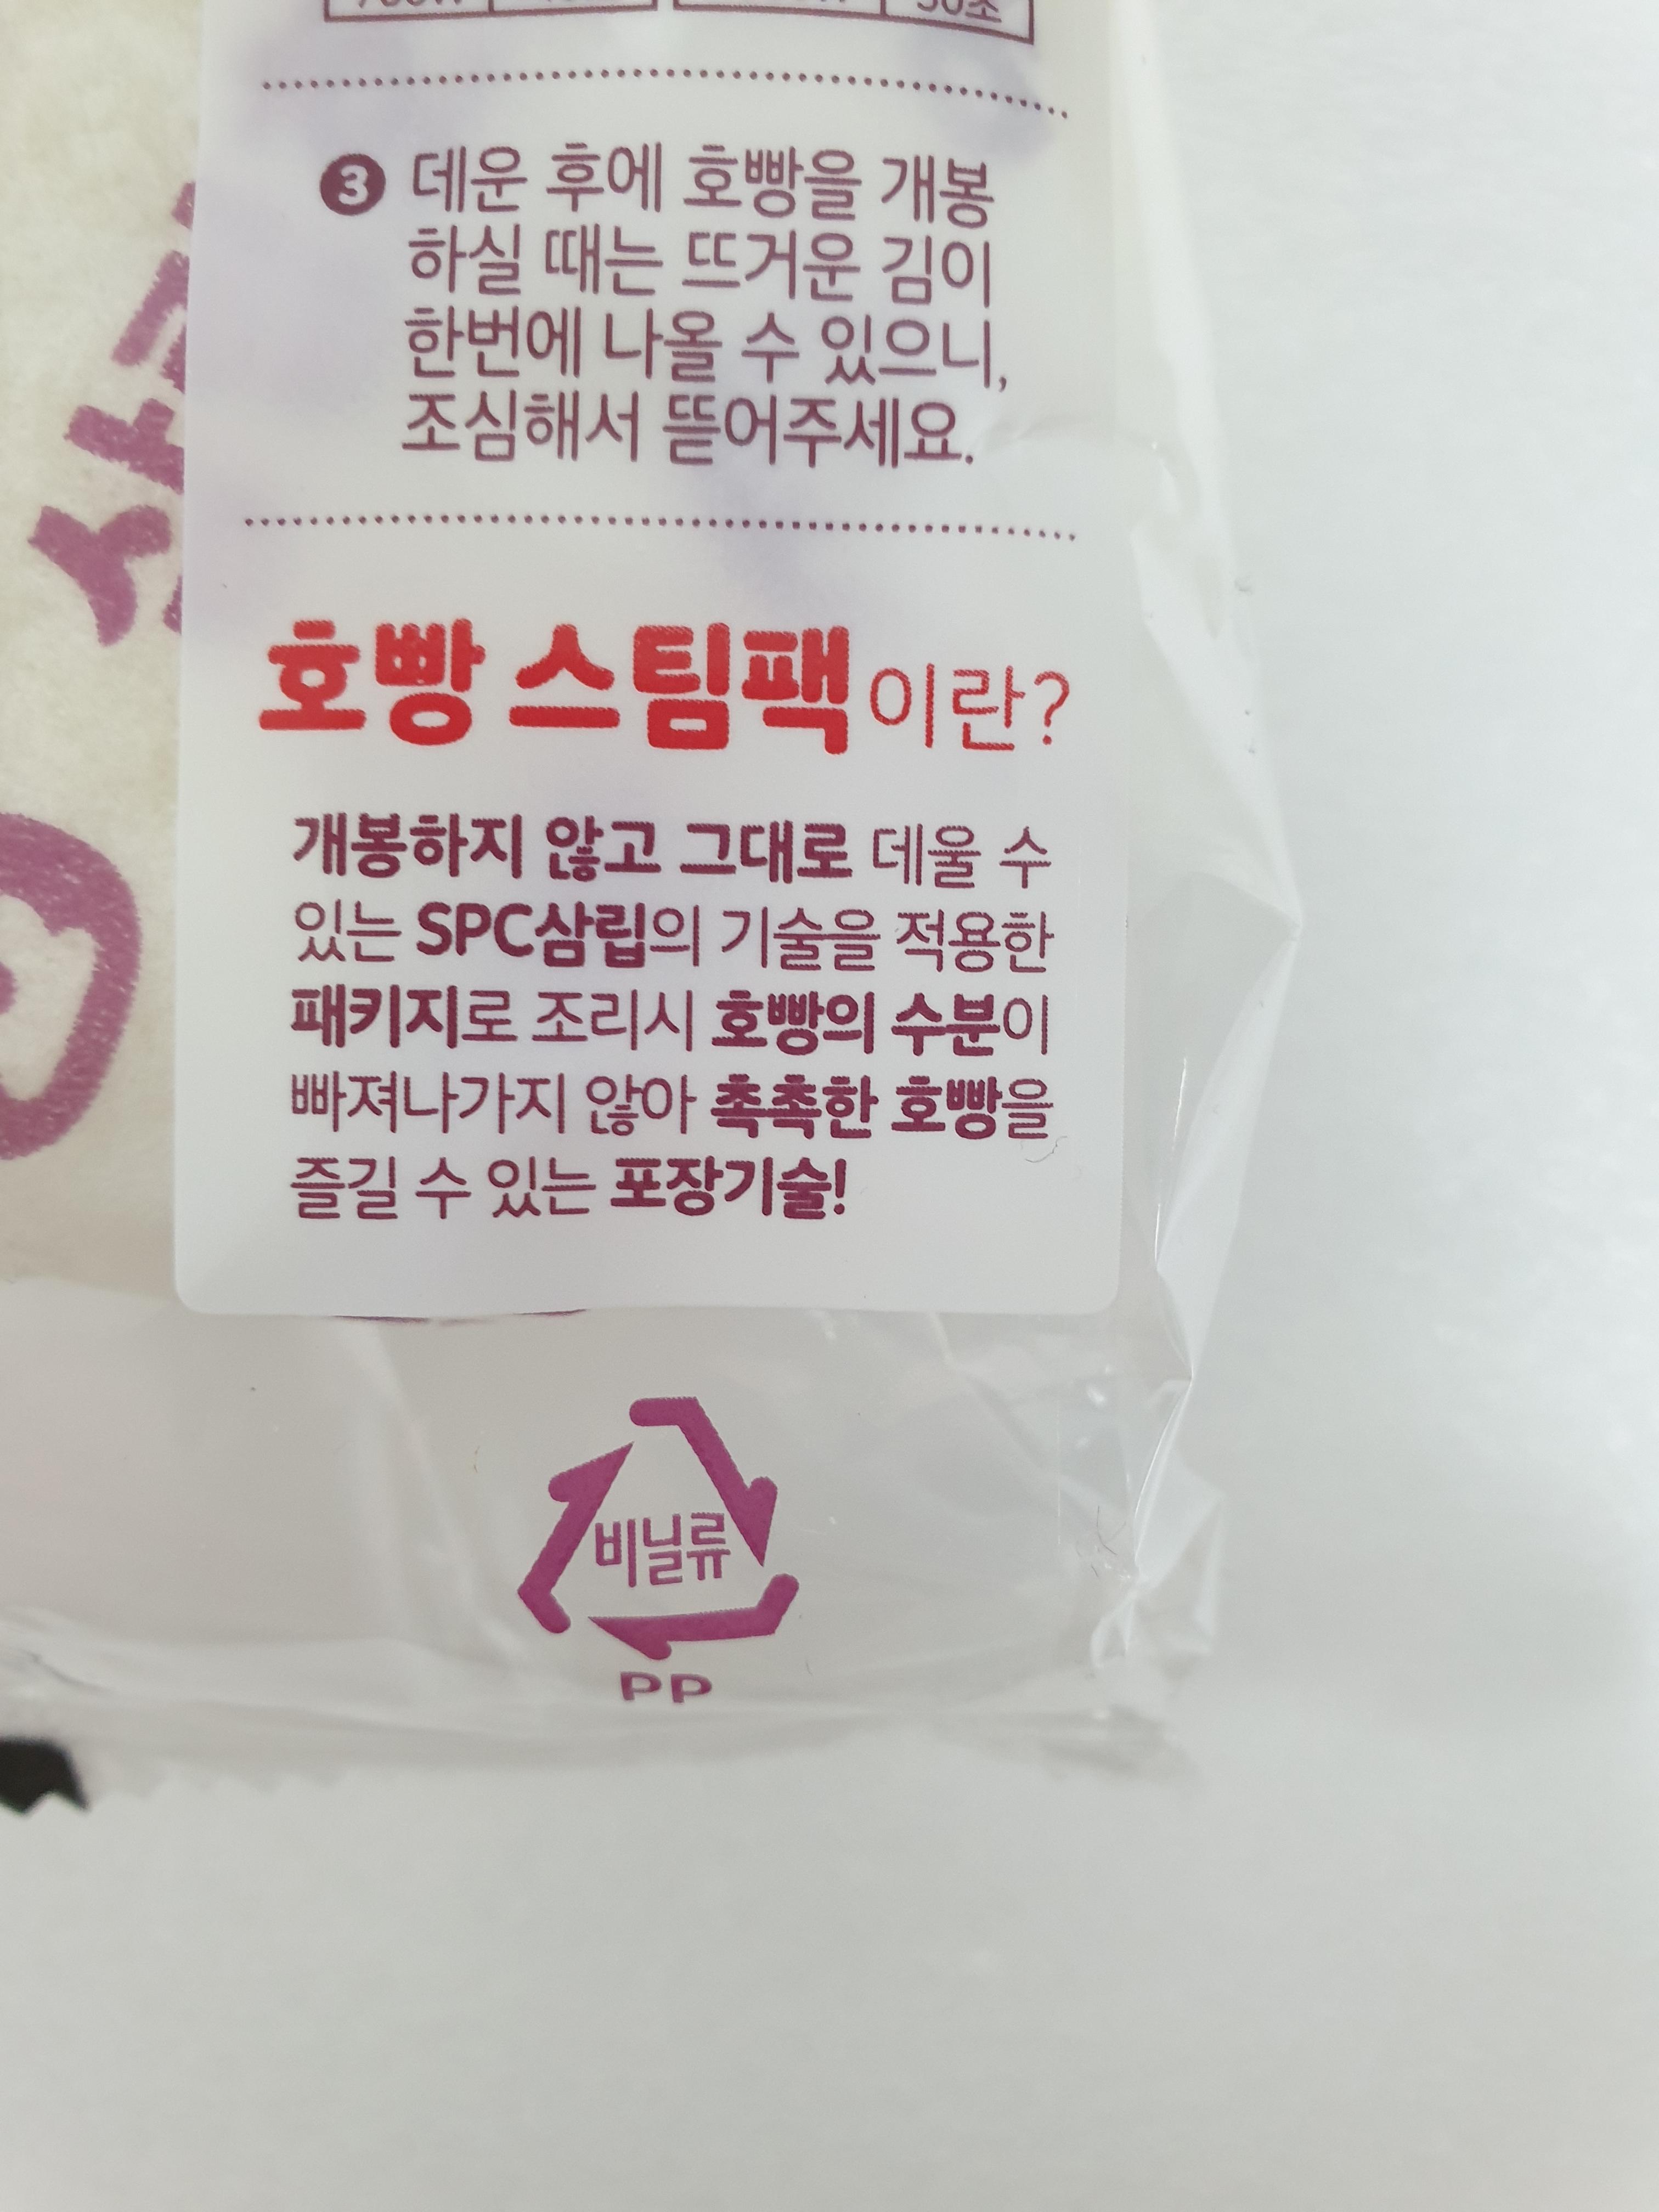 ❸ 데운 후에 호빵을 개봉
하실 때는 뜨거운 김이
한번에 나올 수 있으니,
조심해서 뜯어주세요.
호빵 스팀팩이란?
개봉하지 않고 그대로 데울 수
있는 SPC삼립의 기술을 적용한
패키지로 조리시 호빵의 수분이
빠져나가지 않아 촉촉한 호빵을
즐길 수 있는 포장기술!
비닐류
PP